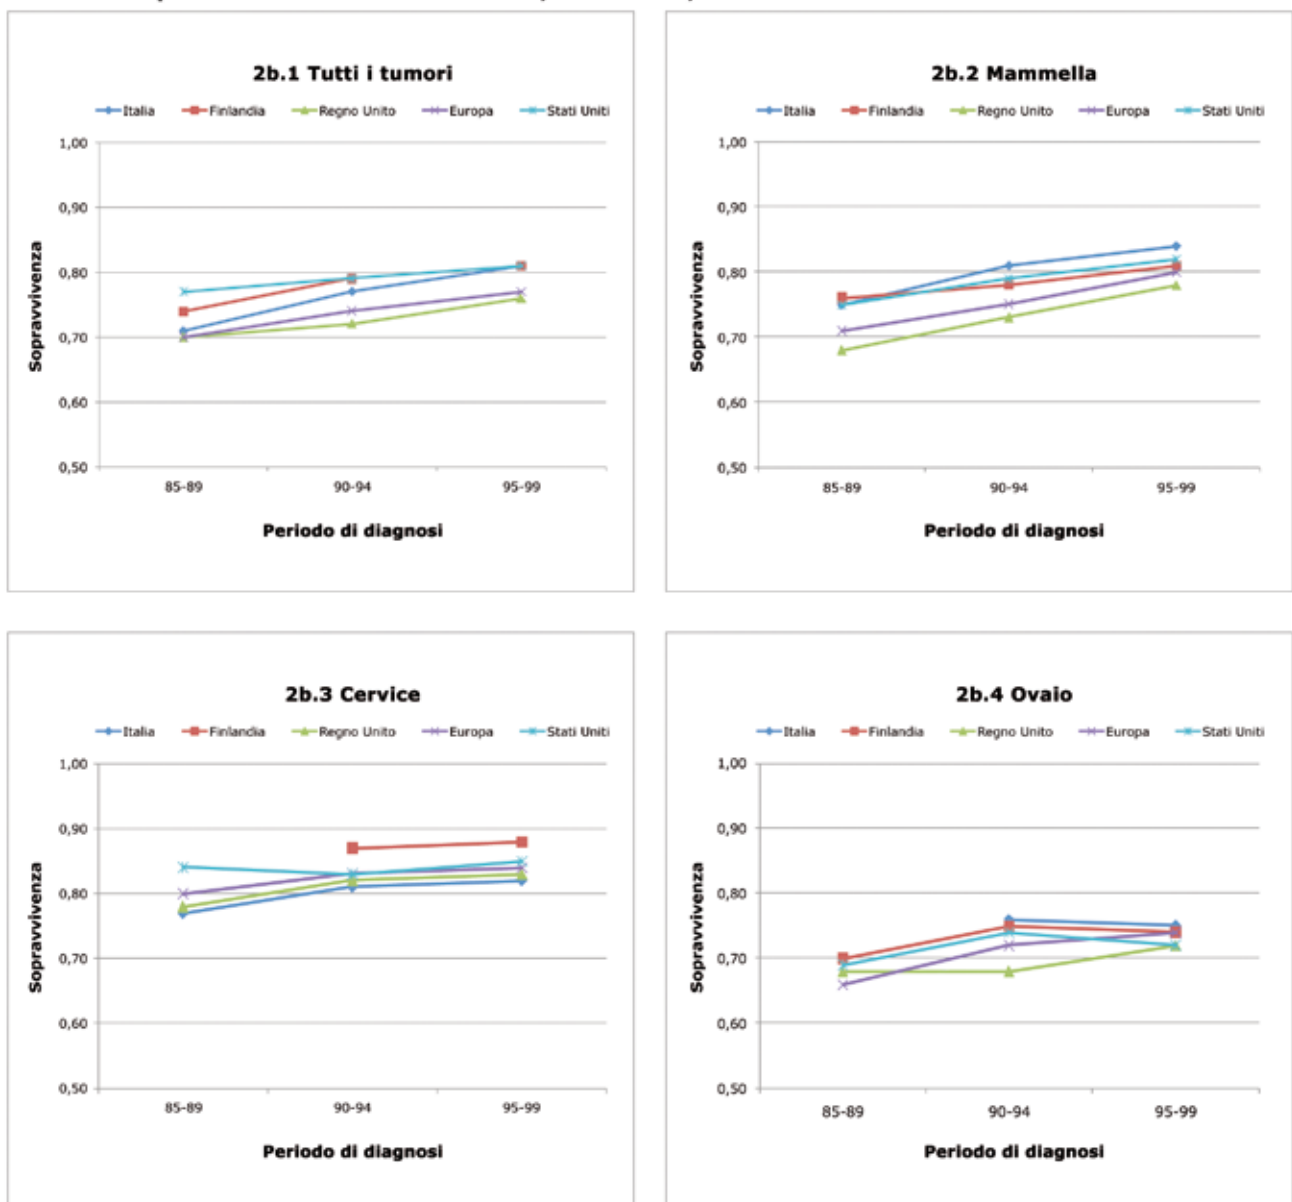 2b.1 Tutti i tumori
Italia Finlandia Regno Unito Europa Stati Uniti
1,00
0,90
0,80
0,70
0,60
0,50
Sopravvivenza
85-89 90-94 95-99
Periodo di diagnosi
2b.2 Mammella
Italia Finlandia Regno Unito Europa Stati Uniti
1,00
0,90
0,80
0,70
0,60
0,50
Sopravvivenza
85-89 90-94 95-99
Periodo di diagnosi
2b.3 Cervice
Italia Finlandia Regno Unito Europa Stati Uniti
1,00
0,90
0,80
0,70
0,60
0,50
Sopravvivenza
85-89 90-94 95-99
Periodo di diagnosi
2b.4 Ovaio
Italia Finlandia Regno Unito Europa Stati Uniti
1,00
0,90
0,80
0,70
0,60
0,50
Sopravvivenza
85-89 90-94 95-99
Periodo di diagnosi